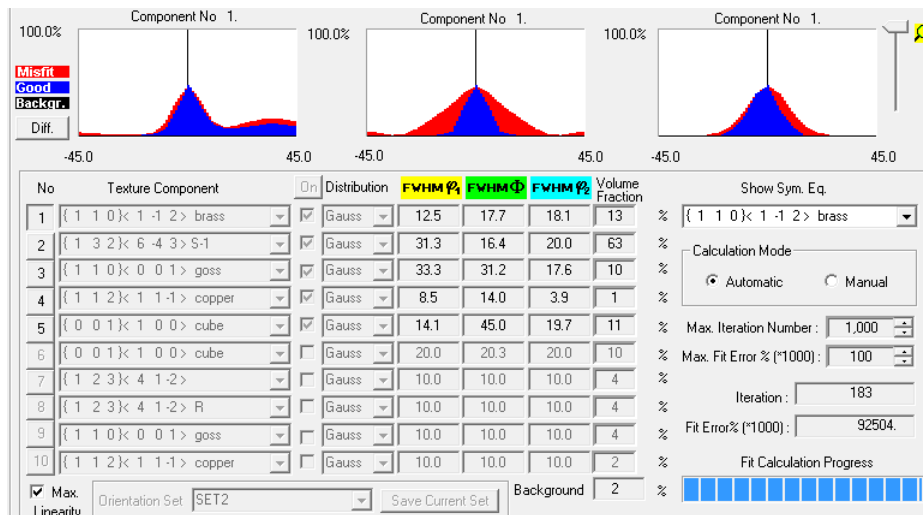 Component No 1. Component No 1. Component No 1.
100.0% 100.0% 100.0%
Misfit
Good
Backgr.
Diff.
-45.0 45.0 -45.0 45.0 -45.0 45.0
No Texture Component On Distribution FWHM φ1 FWHM Φ FWHM φ2 Volume Fraction Show Sym. Eq.
1 { 1 1 0}< 1 -1 2> brass Gauss 12.5 17.7 18.1 13 % { 1 1 0}< 1 -1 2> brass
2 { 1 3 2}< 6 -4 3> S-1 Gauss 31.3 16.4 20.0 63 %
Calculation Mode
3 { 1 1 0}< 0 0 1> goss Gauss 33.3 31.2 17.6 10 % Automatic Manual
4 { 1 1 2}< 1 1 -1> copper Gauss 8.5 14.0 3.9 1 %
5 { 0 0 1}< 1 0 0> cube Gauss 14.1 45.0 19.7 11 % Max. Iteration Number : 1,000
6 { 0 0 1}< 1 0 0> cube Gauss 20.0 20.3 20.0 10 % Max. Fit Error % (*1000) : 100
7 { 1 2 3}< 4 1 -2> Gauss 10.0 10.0 10.0 4 %
8 { 1 2 3}< 4 1 -2> R Gauss 10.0 10.0 10.0 4 % Iteration : 183
9 { 1 1 0}< 0 0 1> goss Gauss 10.0 10.0 10.0 4 % Fit Error% (*1000) : 92504.
10 { 1 1 2}< 1 1 -1> copper Gauss 10.0 10.0 10.0 2 % Fit Calculation Progress
Max. Linearity Orientation Set SET2 Save Current Set Background 2 %